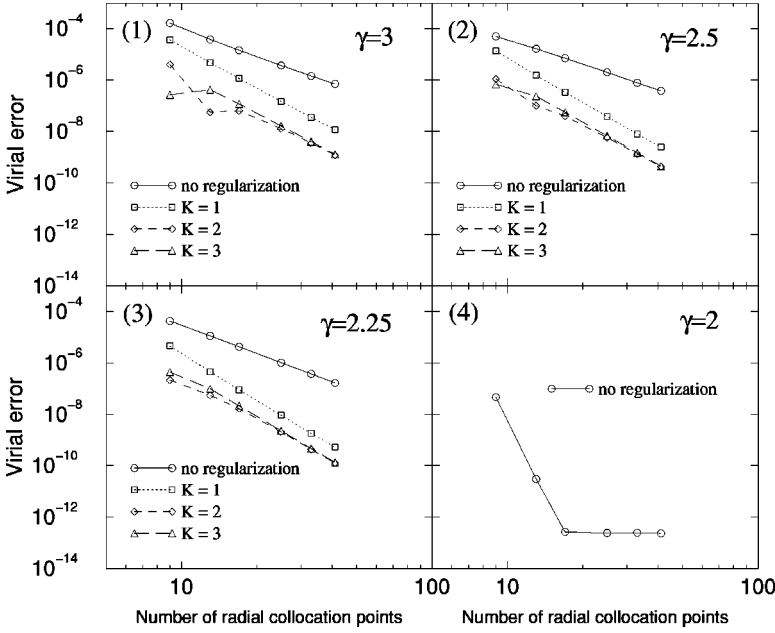 (1)
γ=3
10⁻⁴
10⁻⁶
10⁻⁸
10⁻¹⁰
10⁻¹²
10⁻¹⁴
Virial error
no regularization
K = 1
K = 2
K = 3
(2)
γ=2.5
no regularization
K = 1
K = 2
K = 3
(3)
γ=2.25
10⁻⁴
10⁻⁶
10⁻⁸
10⁻¹⁰
10⁻¹²
10⁻¹⁴
Virial error
no regularization
K = 1
K = 2
K = 3
10
100
Number of radial collocation points
(4)
γ=2
no regularization
10
100
Number of radial collocation points